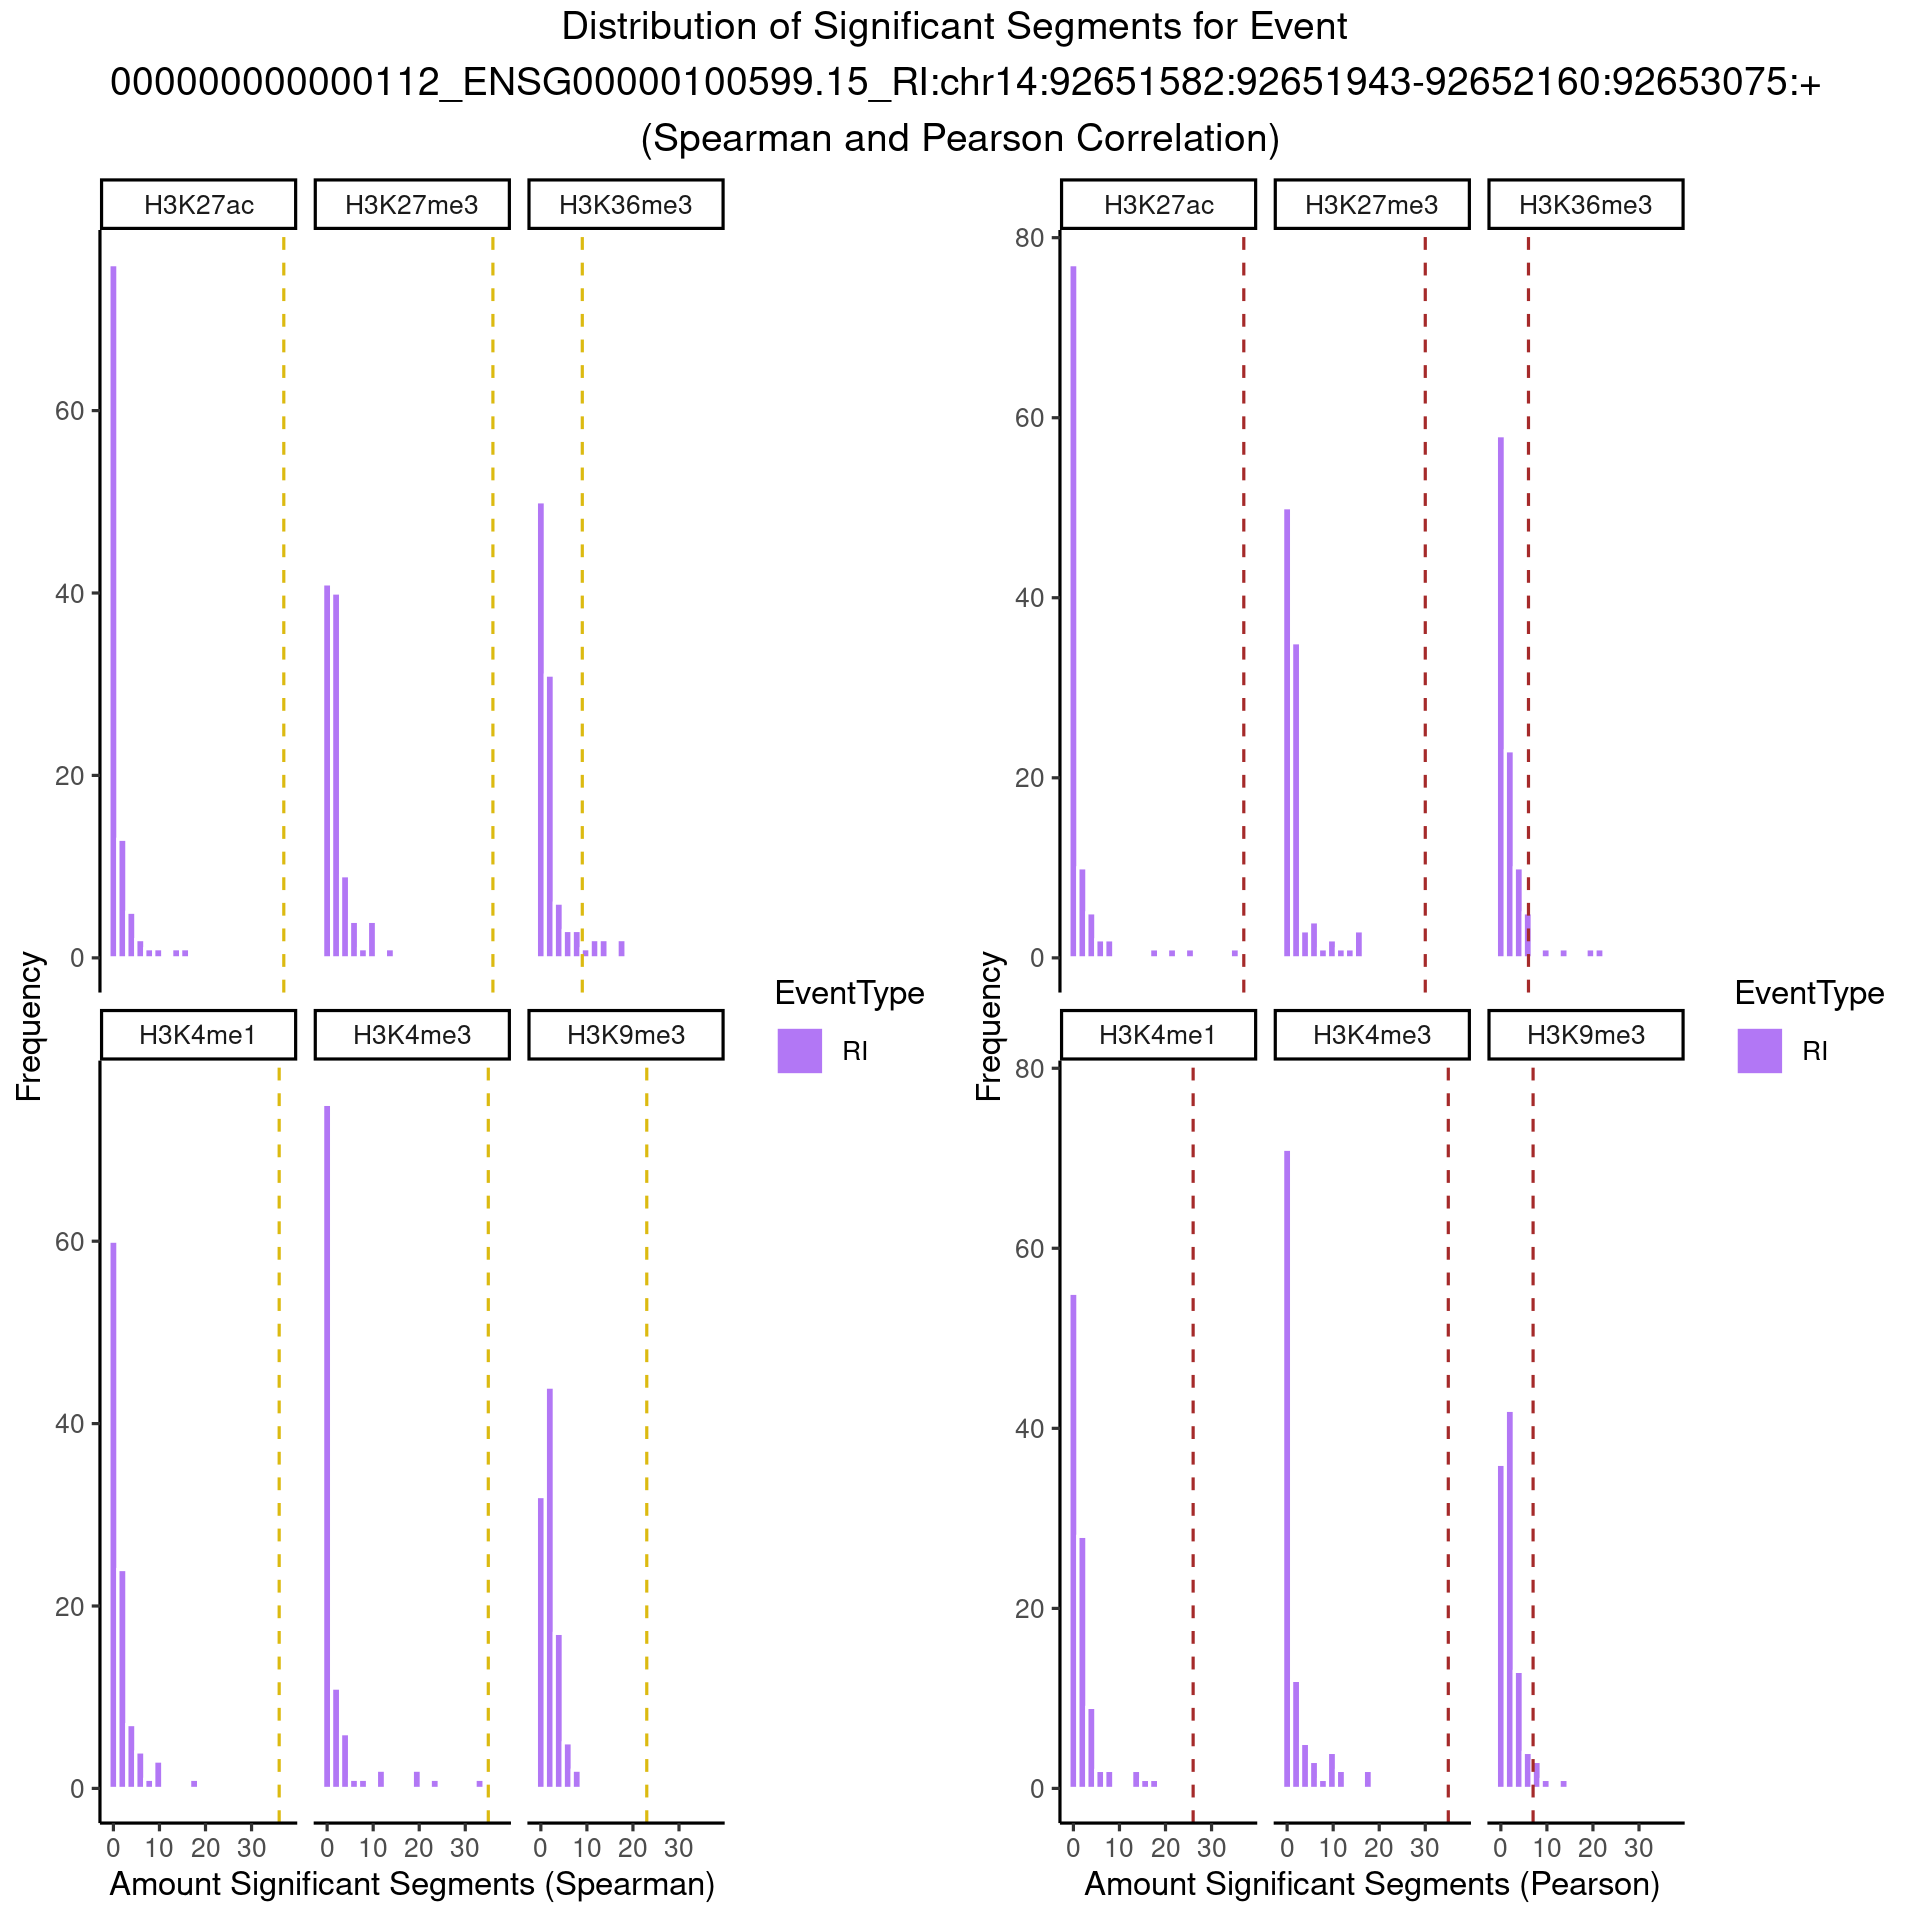 Distribution of Significant Segments for Event
000000000000112_ENSG00000100599.15_RI:chr14:92651582:92651943-92652160:92653075:+
(Spearman and Pearson Correlation)
H3K27ac H3K27me3 H3K36me3
60
40
20
0
H3K4me1 H3K4me3 H3K9me3
60
40
20
0
0 10 20 30 0 10 20 30 0 10 20 30
Frequency
Amount Significant Segments (Spearman)
EventType
RI
H3K27ac H3K27me3 H3K36me3
80
60
40
20
0
H3K4me1 H3K4me3 H3K9me3
80
60
40
20
0
0 10 20 30 0 10 20 30 0 10 20 30
Frequency
Amount Significant Segments (Pearson)
EventType
RI